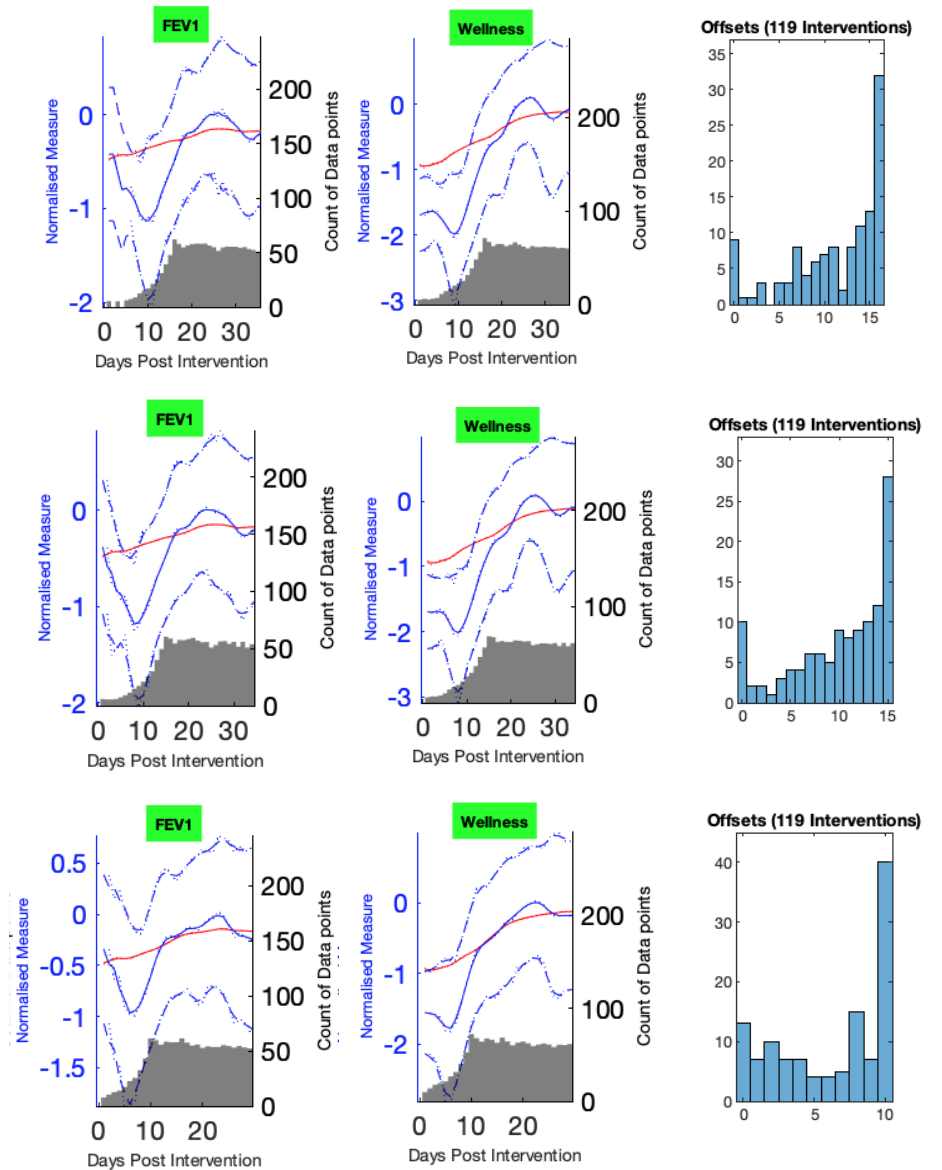 FEV1
Wellness
Offsets (119 Interventions)
Normalised Measure
0
-1
-2
200
150
100
50
0
Count of Data points
0 10 20 30
Days Post Intervention
Normalised Measure
0
-1
-2
-3
200
100
0
Count of Data points
0 10 20 30
Days Post Intervention
35
30
25
20
15
10
5
0
0 5 10 15
FEV1
Wellness
Offsets (119 Interventions)
Normalised Measure
0
-1
-2
200
150
100
50
0
Count of Data points
0 10 20 30
Days Post Intervention
Normalised Measure
0
-1
-2
-3
200
100
0
Count of Data points
0 10 20 30
Days Post Intervention
30
25
20
15
10
5
0
0 5 10 15
FEV1
Wellness
Offsets (119 Interventions)
Normalised Measure
0.5
0
-0.5
-1
-1.5
200
150
100
50
0
Count of Data points
0 10 20
Days Post Intervention
Normalised Measure
0
-1
-2
200
100
0
Count of Data points
0 10 20
Days Post Intervention
40
30
20
10
0
0 5 10